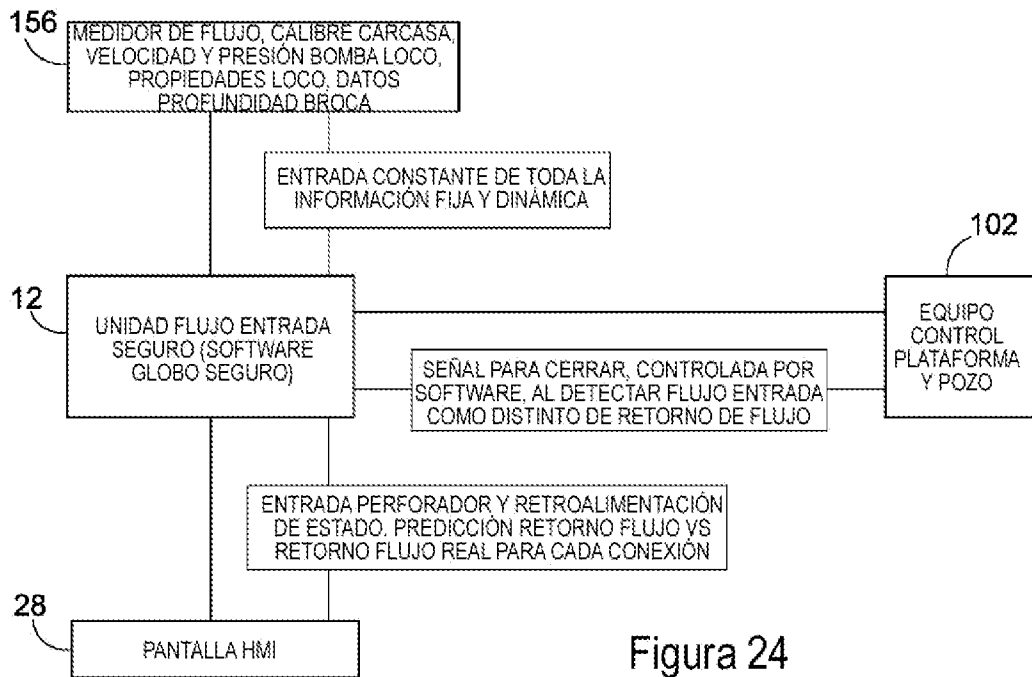 156
MEDIDOR DE FLUJO, CALIBRE CARCASA,
VELOCIDAD Y PRESIÓN BOMBA LOCO,
PROPIEDADES LOCO, DATOS
PROFUNDIDAD BROCA
ENTRADA CONSTANTE DE TODA LA
INFORMACIÓN FIJA Y DINÁMICA
102
12
UNIDAD FLUJO ENTRADA
SEGURO (SOFTWARE
GLOBO SEGURO)
EQUIPO
CONTROL
PLATAFORMA
Y POZO
SEÑAL PARA CERRAR, CONTROLADA POR
SOFTWARE, AL DETECTAR FLUJO ENTRADA
COMO DISTINTO DE RETORNO DE FLUJO
ENTRADA PERFORADOR Y RETROALIMENTACIÓN
DE ESTADO. PREDICCIÓN RETORNO FLUJO VS
RETORNO FLUJO REAL PARA CADA CONEXIÓN
28
PANTALLA HMI
Figura 24